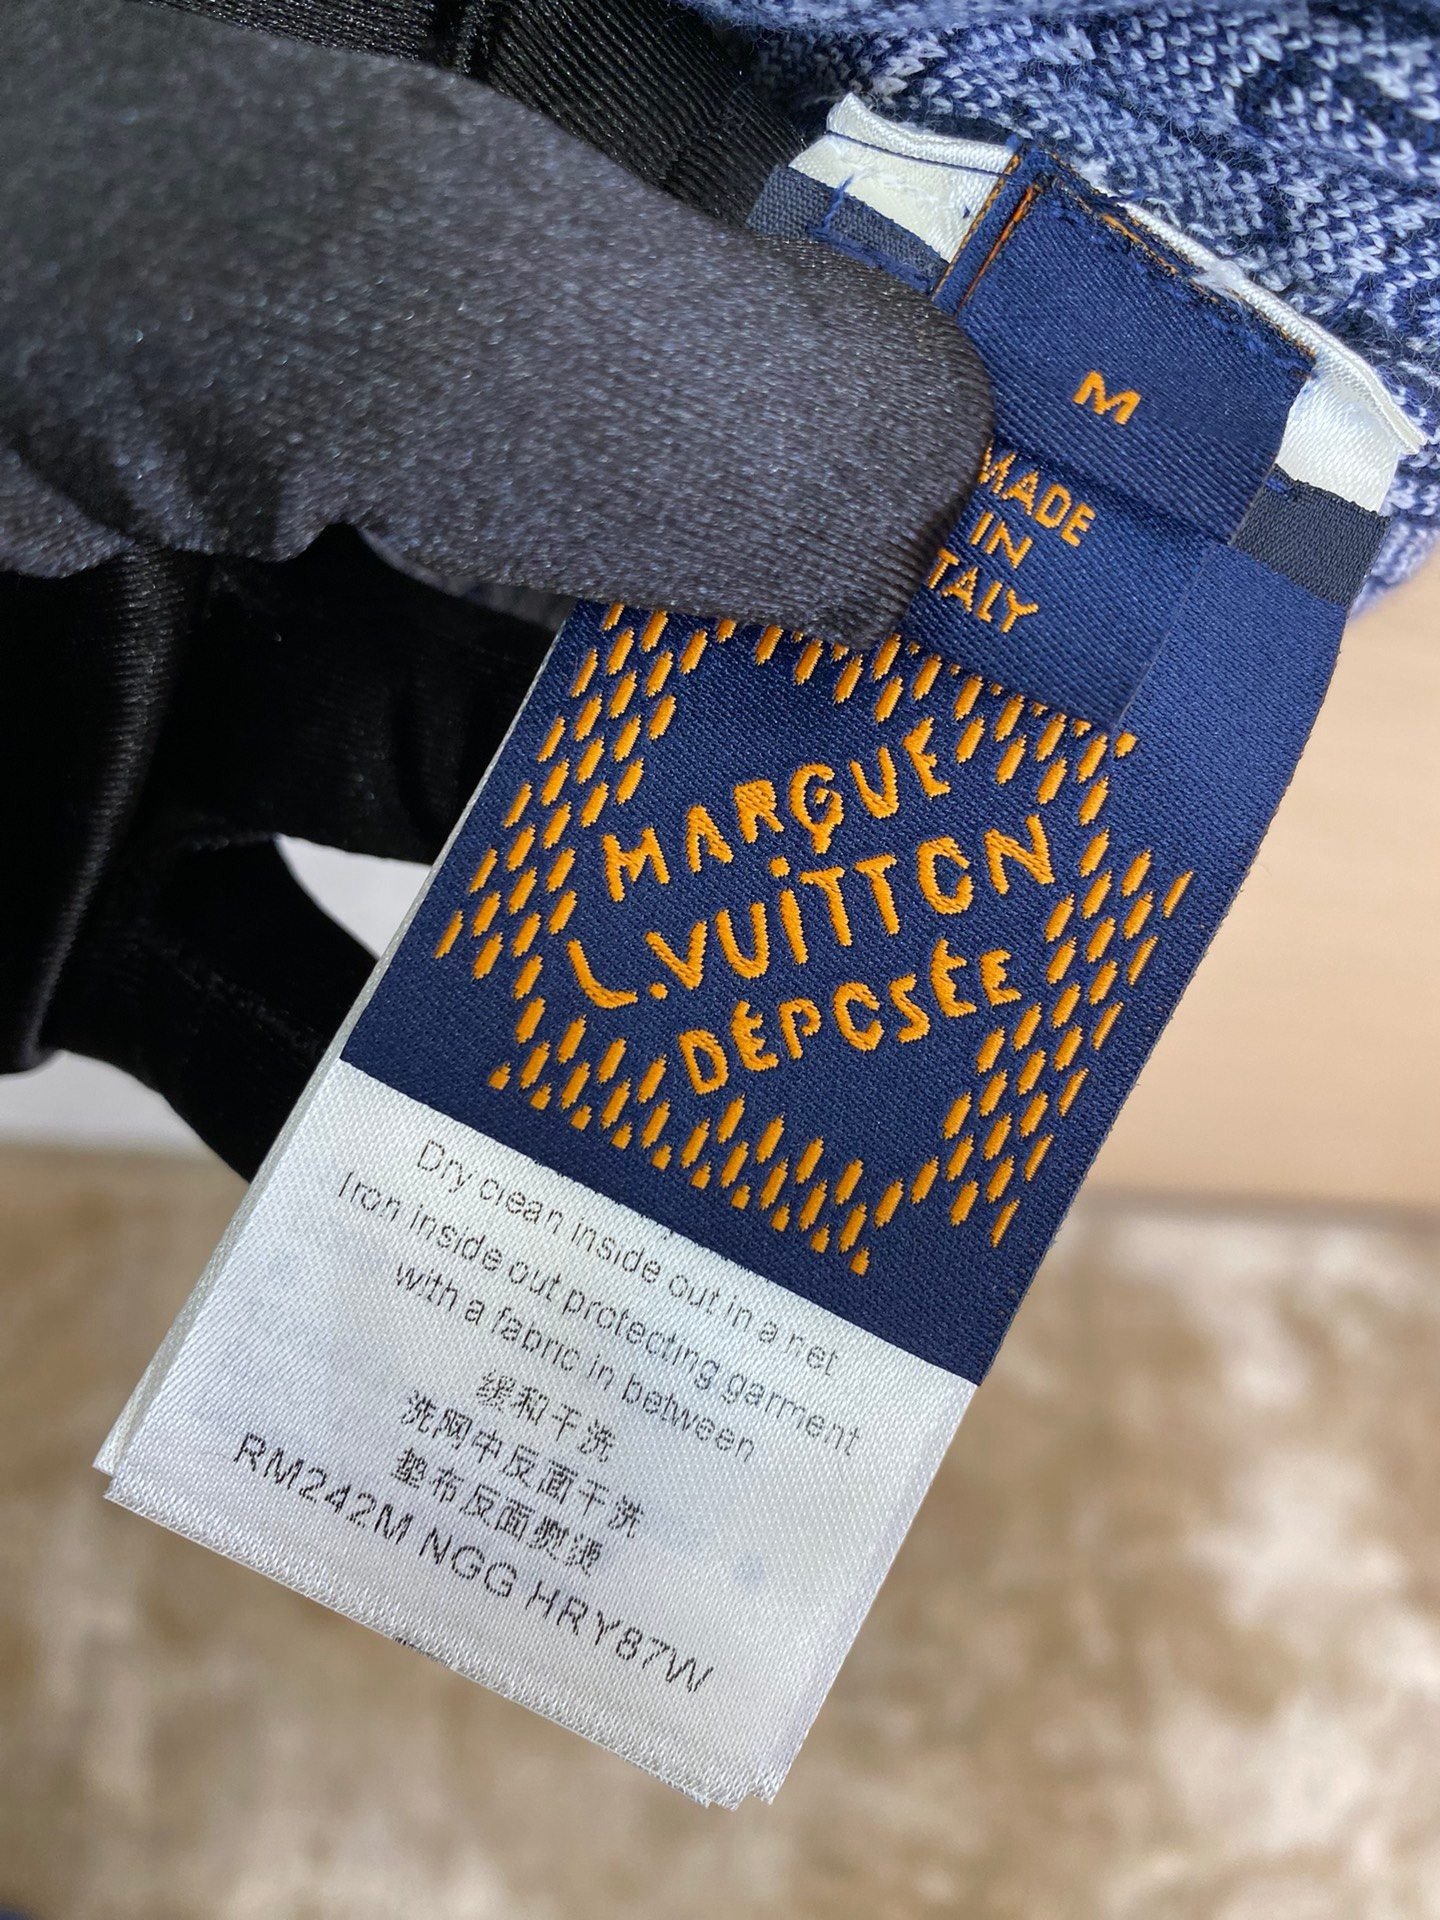 M
MADE
IN
ITALY
MARQUE
L.VUiTTON
DÉPOSÉE
Dry clean inside out in a net
Iron inside out protecting garment
with a fabric in between
缓和干洗
洗网中反面干洗
垫布反面熨烫
RM242M NGG HRY87W